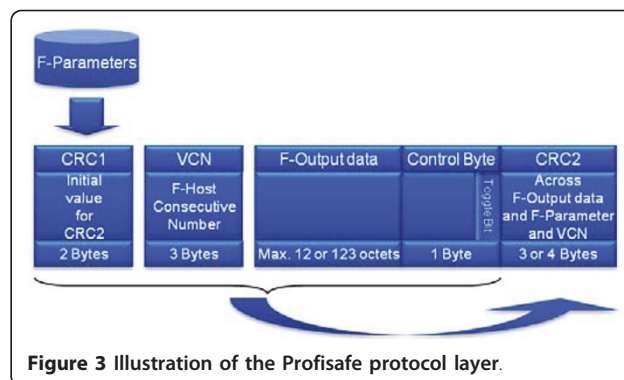 F-Parameters
CRC1
Initial
value
for
CRC2
2 Bytes
VCN
F-Host
Consecutive
Number
3 Bytes
F-Output data
Max. 12 or 123 octets
Control Byte
Toggle Bit
1 Byte
CRC2
Across
F-Output data
and F-Parameter
and VCN
3 or 4 Bytes
Figure 3 Illustration of the Profisafe protocol layer.